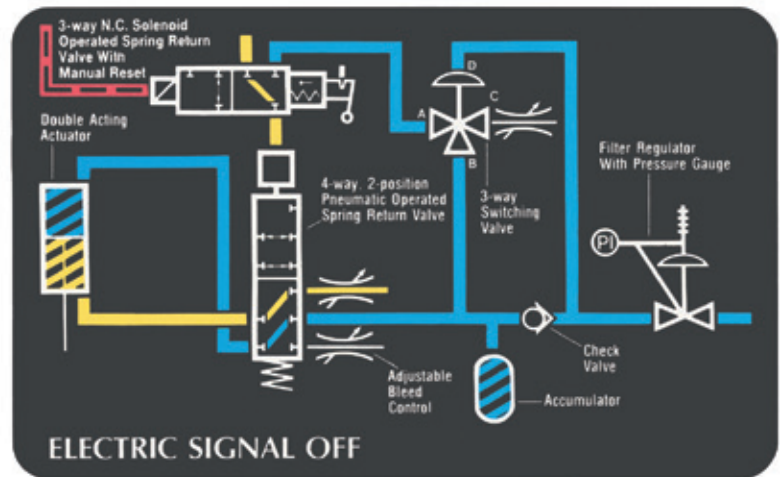 3-way N.C. Solenoid
Operated Spring Return
Valve With
Manual Reset
Double Acting
Actuator
4-way, 2-position
Pneumatic Operated
Spring Return Valve
D
A
C
B
3-way
Switching
Valve
Filter Regulator
With Pressure Gauge
PI
Adjustable
Bleed
Control
Check
Valve
Accumulator
ELECTRIC SIGNAL OFF